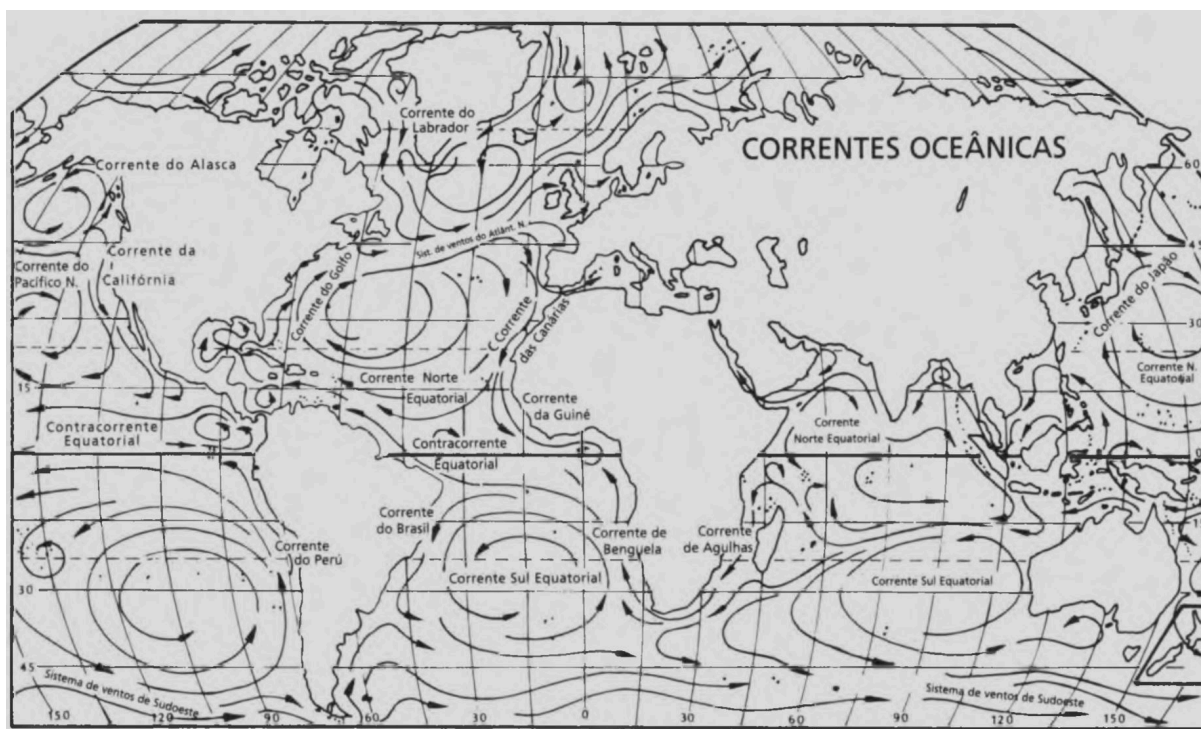 CORRENTES OCEÂNICAS
Corrente do
Labrador
Corrente do Alasca
60
Sist. de ventos do Atlânt. N.
Corrente da
Califórnia
Corrente do
Pacífico N.
Corrente do Golfo
Corrente
das Canárias
Corrente do Japão
30
Corrente N.
Equatorial
15
Corrente Norte
Equatorial
Corrente
da Guiné
Contracorrente
Equatorial
Contracorrente
Equatorial
Corrente
Norte Equatorial
0
Corrente
do Brasil
Corrente de
Benguela
Corrente
de Agulhas
Corrente
do Perú
Corrente Sul Equatorial
Corrente Sul Equatorial
30
45
Sistema de ventos de Sudoeste
Sistema de ventos de Sudoeste
150
120
90
60
30
0
30
60
90
120
150